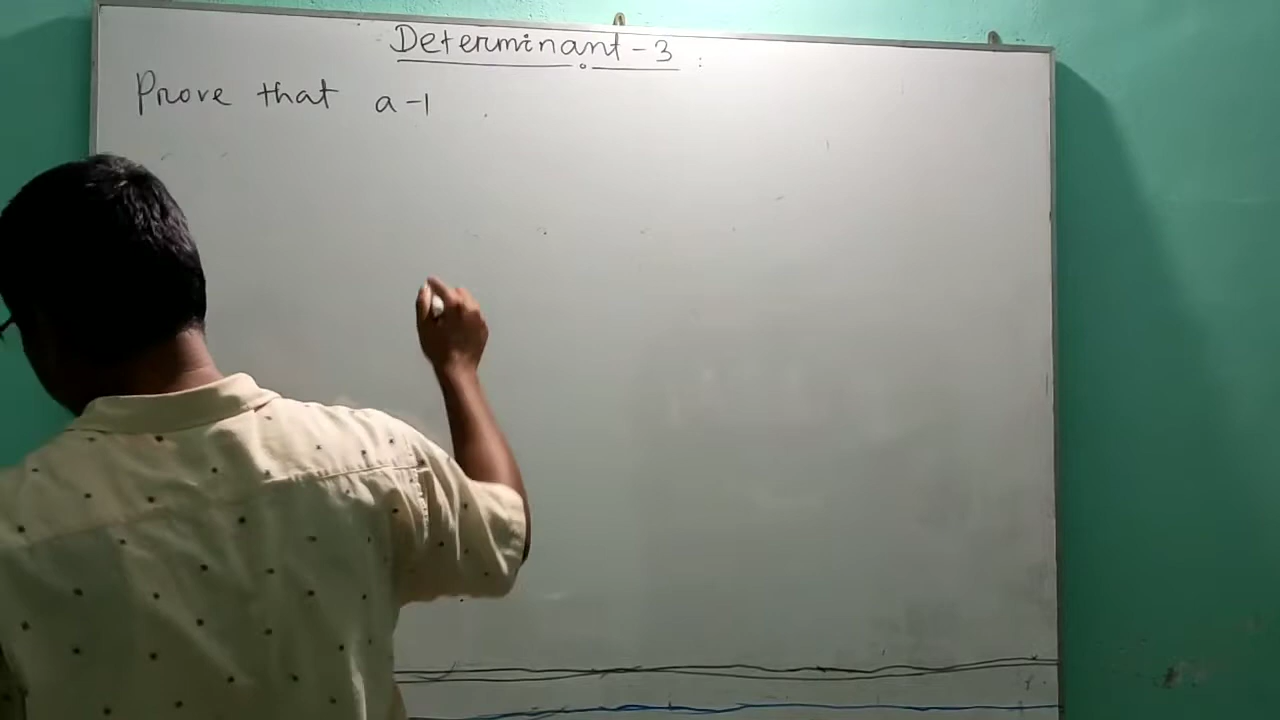 Determinant - 3
Prove that a - 1